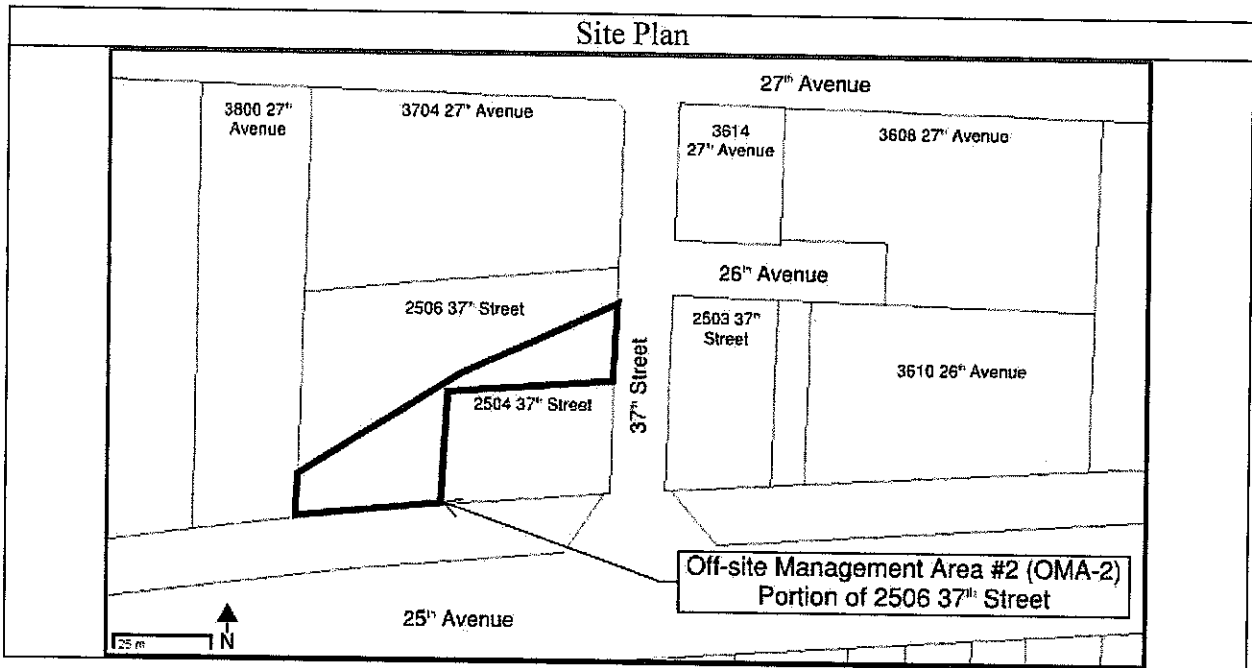 Site Plan
27th Avenue
3800 27th
Avenue
3704 27th Avenue
3614
27th Avenue
3608 27th Avenue
26th Avenue
2506 37th Street
2503 37th
Street
37th Street
3610 26th Avenue
2504 37th Street
Off-site Management Area #2 (OMA-2)
Portion of 2506 37th Street
25th Avenue
25 m
N